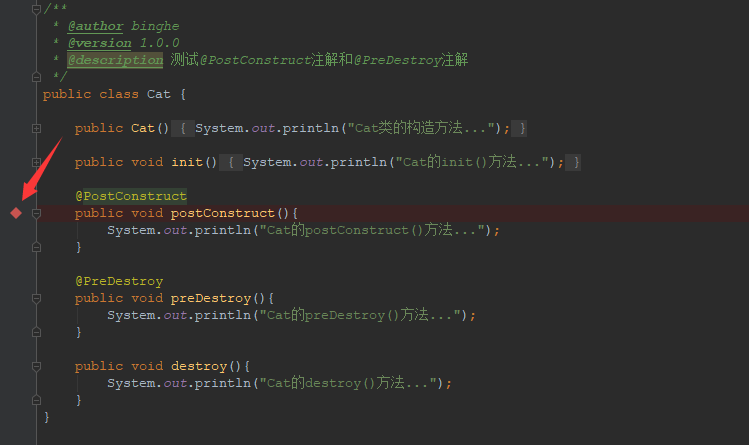 /**
 * @author binghe
 * @version 1.0.0
 * @description 测试@PostConstruct注解和@PreDestroy注解
 */
public class Cat {
    public Cat() { System.out.println("Cat类的构造方法..."); }
    public void init() { System.out.println("Cat的init()方法..."); }
    @PostConstruct
    public void postConstruct(){
        System.out.println("Cat的postConstruct()方法...");
    }
    @PreDestroy
    public void preDestroy(){
        System.out.println("Cat的preDestroy()方法...");
    }
    public void destroy(){
        System.out.println("Cat的destroy()方法...");
    }
}